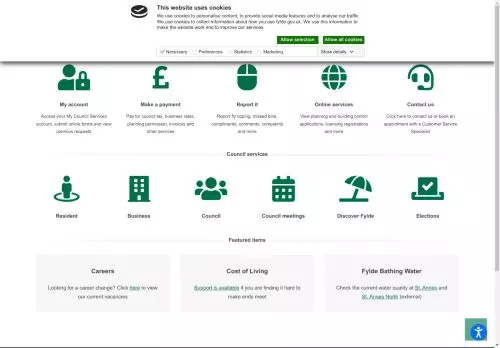 This website uses cookies
We use cookies to personalise content, to provide social media features and to analyse our traffic.
We use cookies to collect information about how you use fylde.gov.uk. We use this information to
make the website work and to improve our services
Allow selection Allow all cookies
Necessary Preferences Statistics Marketing Show details
My account
Access your My Council Services
account, submit online forms and view
previous requests
Make a payment
Pay for council tax, business rates,
planning permission, invoices and
other services
Report it
Report fly tipping, missed bins,
compliments, comments, complaints
and more
Online services
View planning and building control
applications, licensing registrations
and more
Contact us
Click here to contact us or book an
appointment with a Customer Service
Specialist
Council services
Resident Business Council Council meetings Discover Fylde Elections
Featured items
Careers
Looking for a career change? Click here to view
our current vacancies
Cost of Living
Support is available if you are finding it hard to
make ends meet
Fylde Bathing Water
Check the current water quality at St. Annes and
St. Annes North (external)